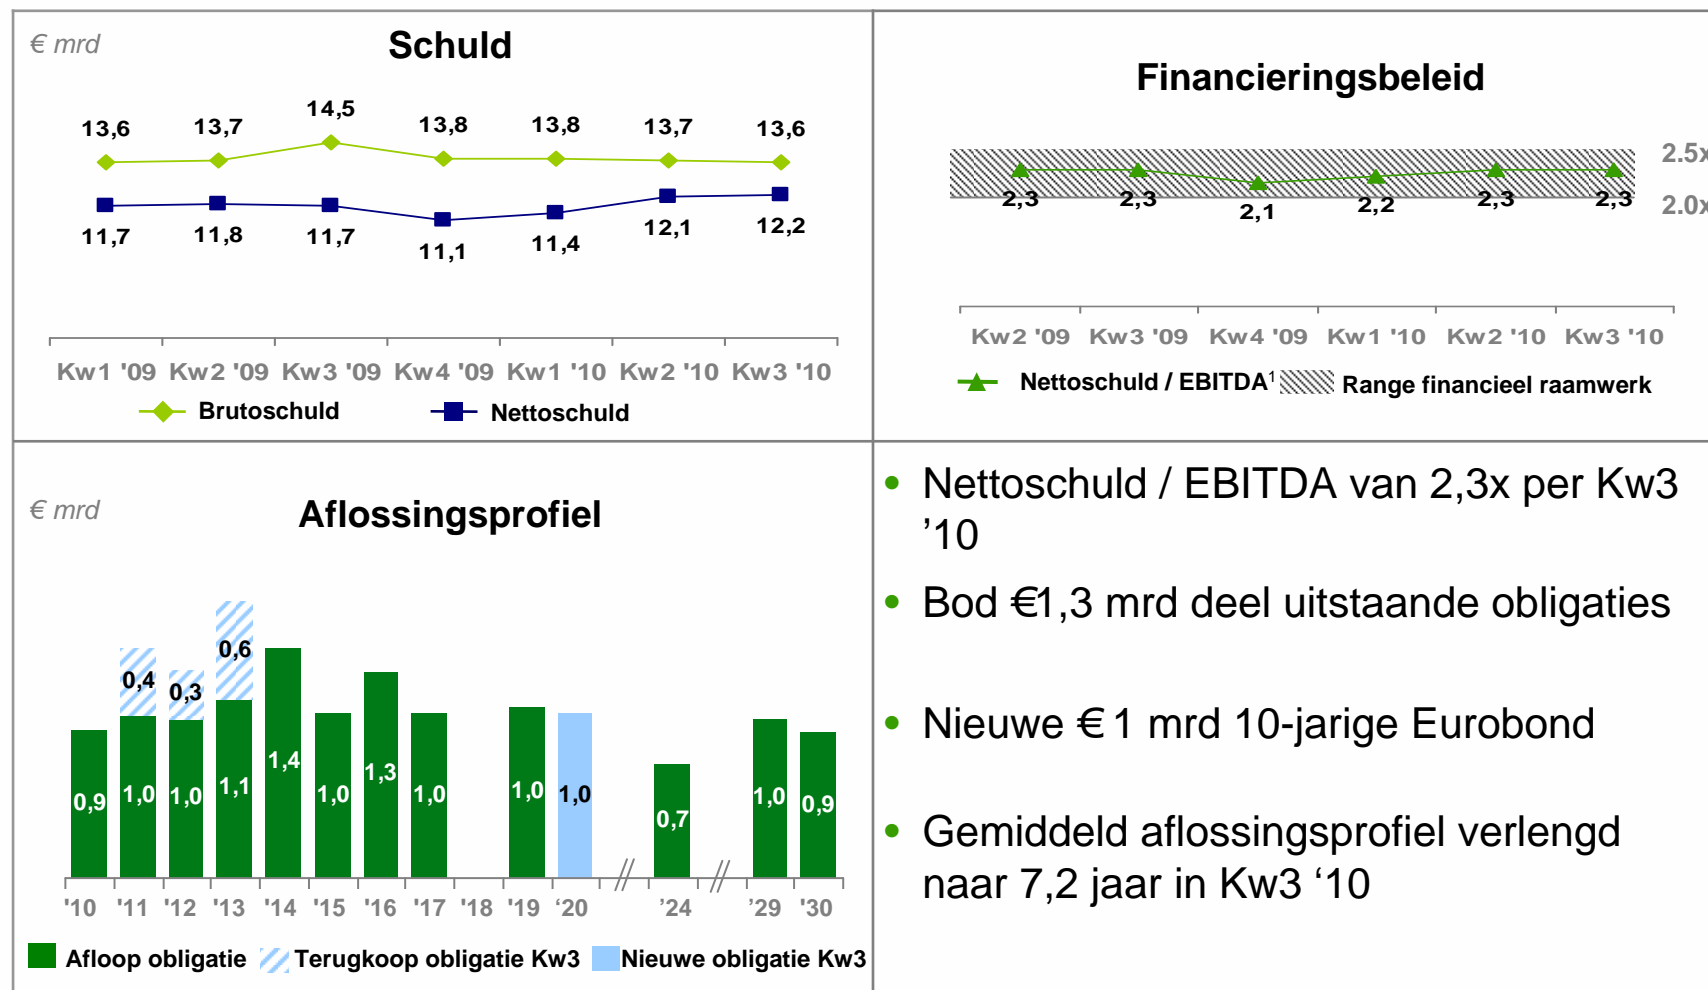 € mrd
Schuld
14,5
13,6 13,7 13,8 13,8 13,7 13,6
11,7 11,8 11,7 11,1 11,4 12,1 12,2
Kw1 '09 Kw2 '09 Kw3 '09 Kw4 '09 Kw1 '10 Kw2 '10 Kw3 '10
Brutoschuld Nettoschuld
Financieringsbeleid
2.5x
2,3 2,3 2,1 2,2 2,3 2,3
2.0x
Kw2 '09 Kw3 '09 Kw4 '09 Kw1 '10 Kw2 '10 Kw3 '10
Nettoschuld / EBITDA¹ Range financieel raamwerk
€ mrd
Aflossingsprofiel
0,4 0,3 0,6
0,9 1,0 1,0 1,1 1,4 1,0 1,3 1,0 1,0 1,0 0,7 1,0 0,9
'10 '11 '12 '13 '14 '15 '16 '17 '18 '19 ‘20 ’24 ’29 '30
Afloop obligatie Terugkoop obligatie Kw3 Nieuwe obligatie Kw3
• Nettoschuld / EBITDA van 2,3x per Kw3
’10
• Bod €1,3 mrd deel uitstaande obligaties
• Nieuwe € 1 mrd 10-jarige Eurobond
• Gemiddeld aflossingsprofiel verlengd
naar 7,2 jaar in Kw3 ‘10